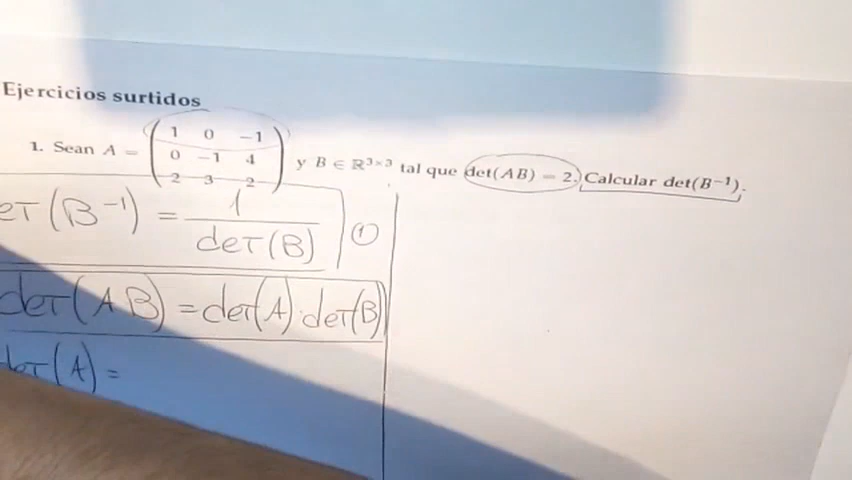 Ejercicios surtidos
1. Sean A = ( 1 0 −1 / 0 −1 4 / 2 3 2 ) y B ∈ ℝ³ˣ³ tal que det(AB) = 2. Calcular det(B⁻¹).
eT(B⁻¹) = 1 / deT(B) ①
deT(AB) = deT(A)·deT(B)
deT(A) =